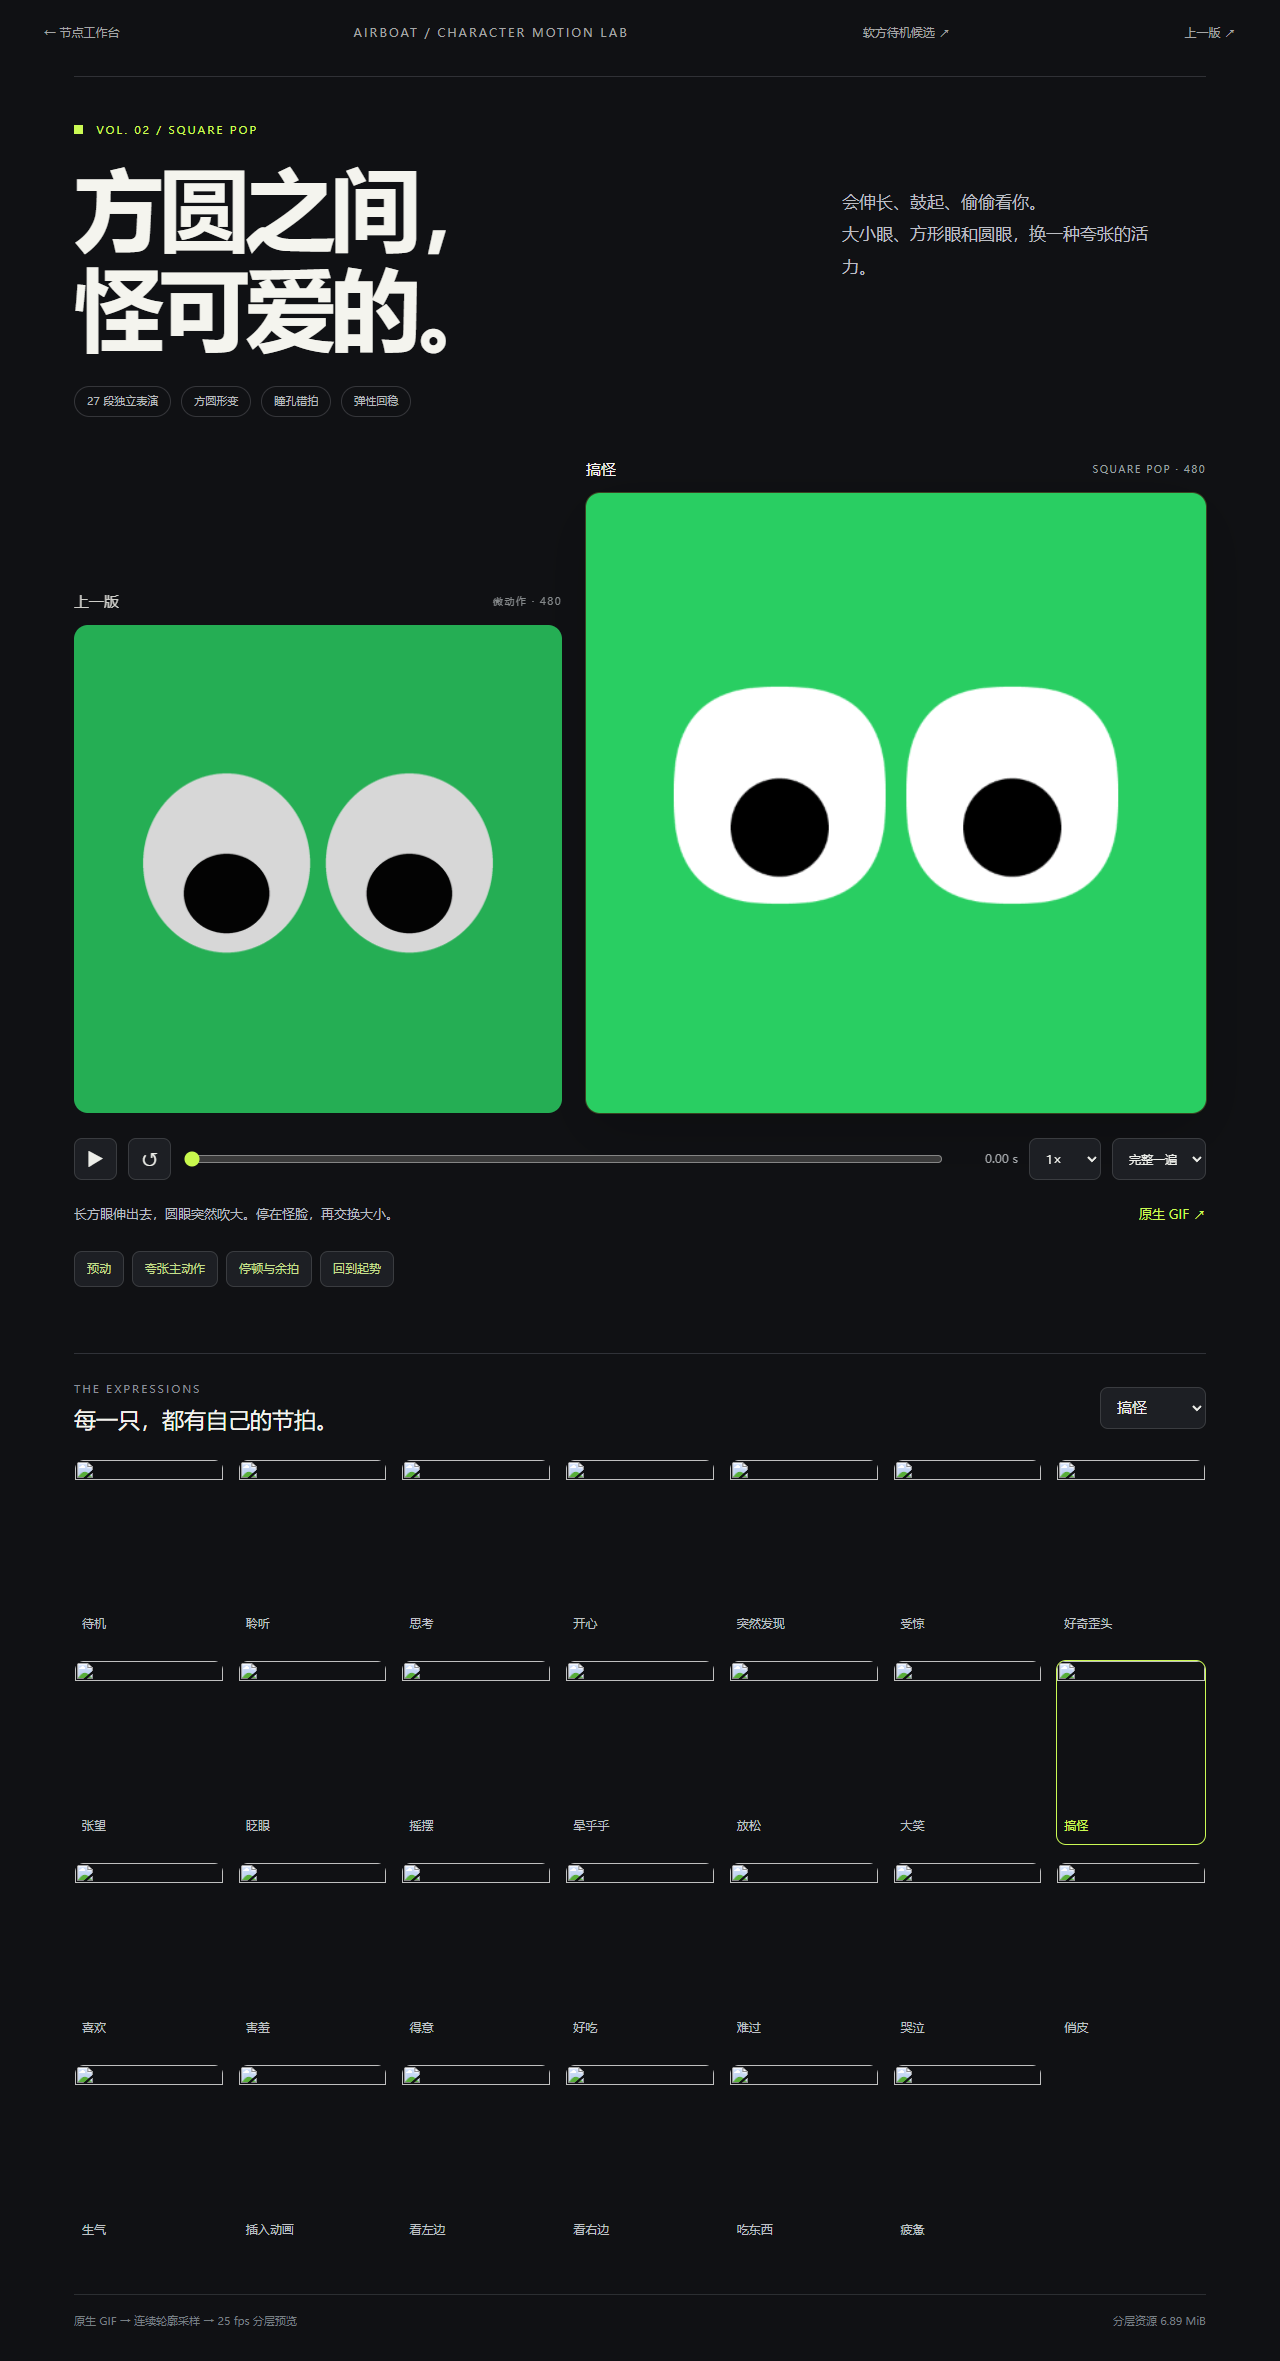 ← 节点工作台
AIRBOAT / CHARACTER MOTION LAB
软方待机候选 ↗
上一版 ↗
VOL. 02 / SQUARE POP
方圆之间，
怪可爱的。
会伸长、鼓起、偷偷看你。
大小眼、方形眼和圆眼，换一种夸张的活
力。
27 段独立表演
方圆形变
瞳孔错拍
弹性回稳
搞怪
SQUARE POP · 480
上一版
微动作 · 480
0.00 s
1×
完整一遍
长方眼伸出去，圆眼突然吹大。停在怪脸，再交换大小。
原生 GIF ↗
预动
夸张主动作
停顿与余拍
回到起势
THE EXPRESSIONS
每一只，都有自己的节拍。
搞怪
待机
聆听
思考
开心
突然发现
受惊
好奇歪头
张望
眨眼
摇摆
晕乎乎
放松
大笑
搞怪
喜欢
害羞
得意
好吃
难过
哭泣
俏皮
生气
插入动画
看左边
看右边
吃东西
疲惫
原生 GIF → 连续轮廓采样 → 25 fps 分层预览
分层资源 6.89 MiB